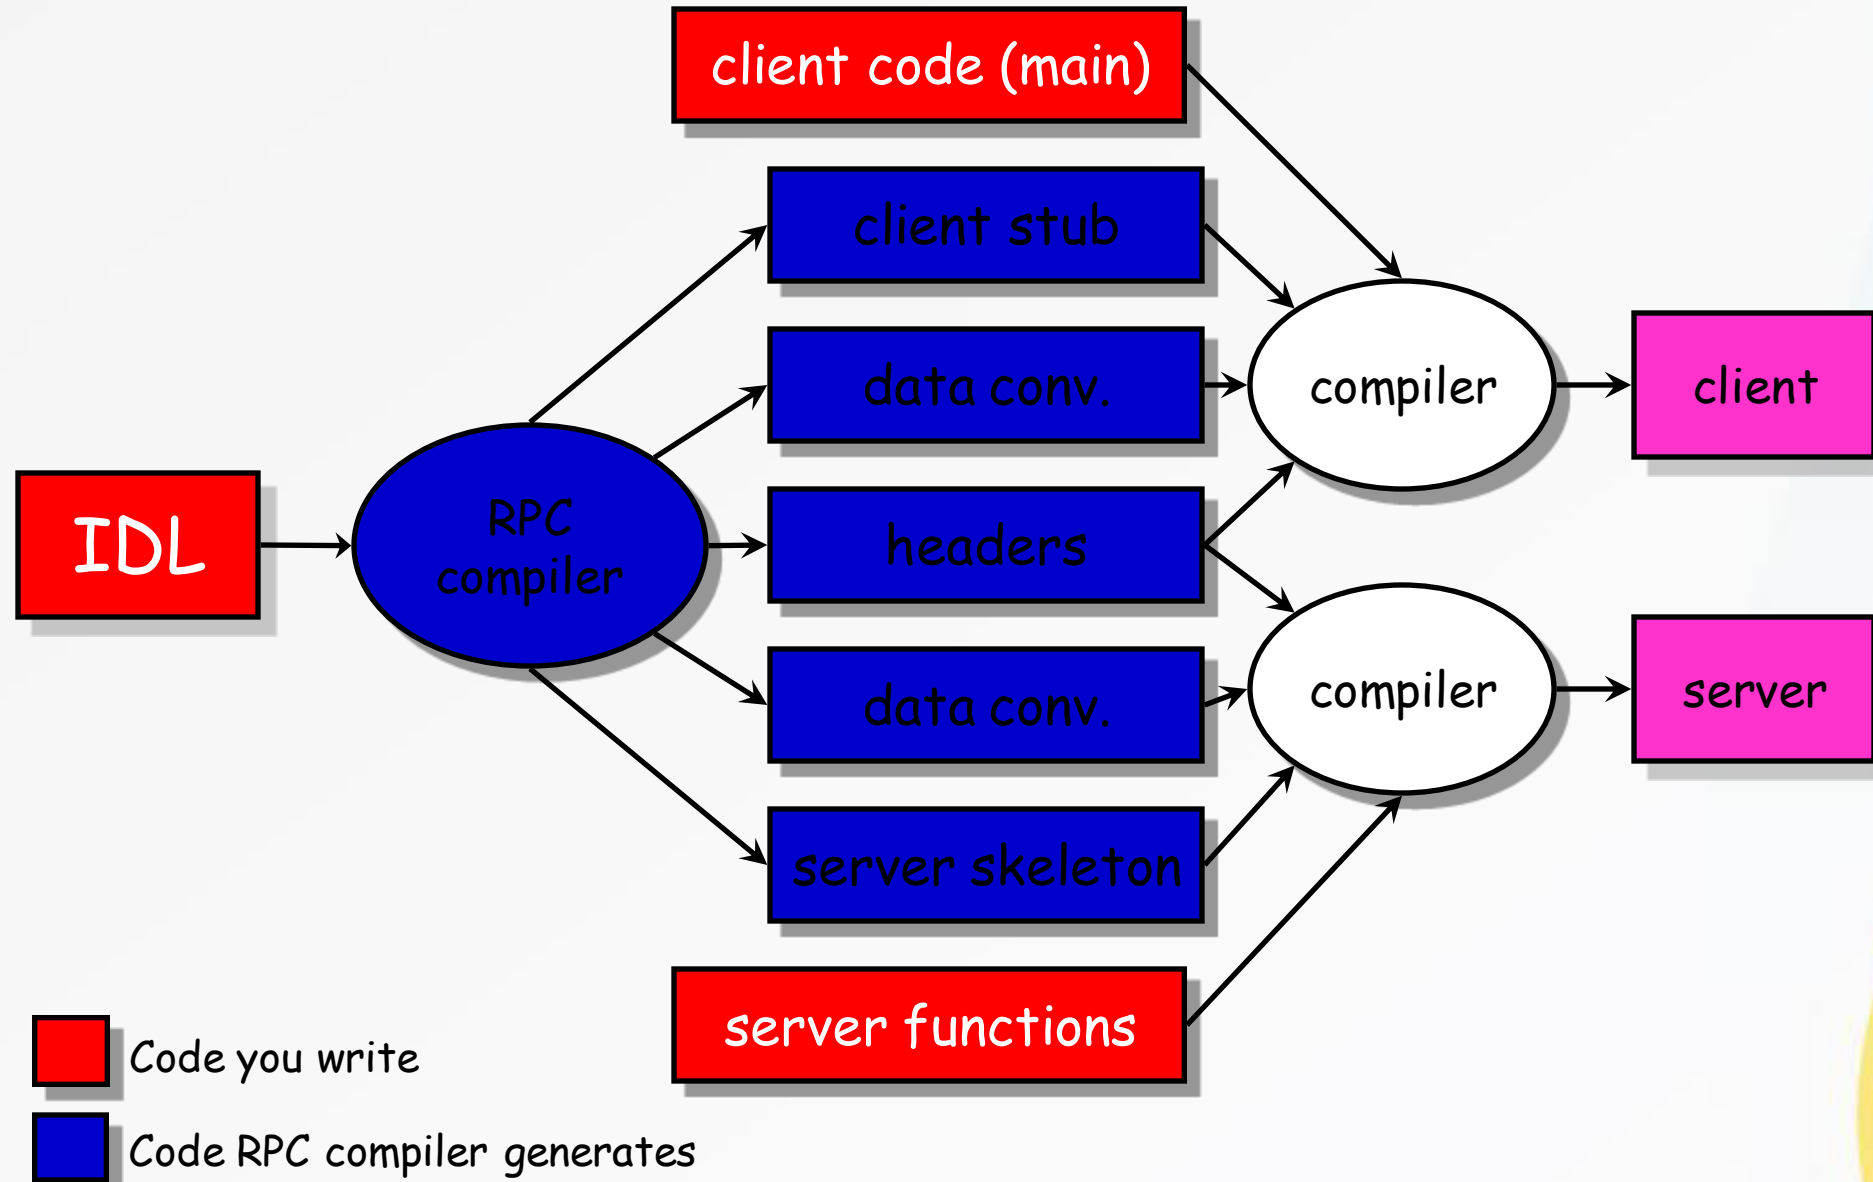 client code (main)
client stub
data conv.
compiler
client
IDL
RPC
compiler
headers
data conv.
compiler
server
server skeleton
server functions
Code you write
Code RPC compiler generates